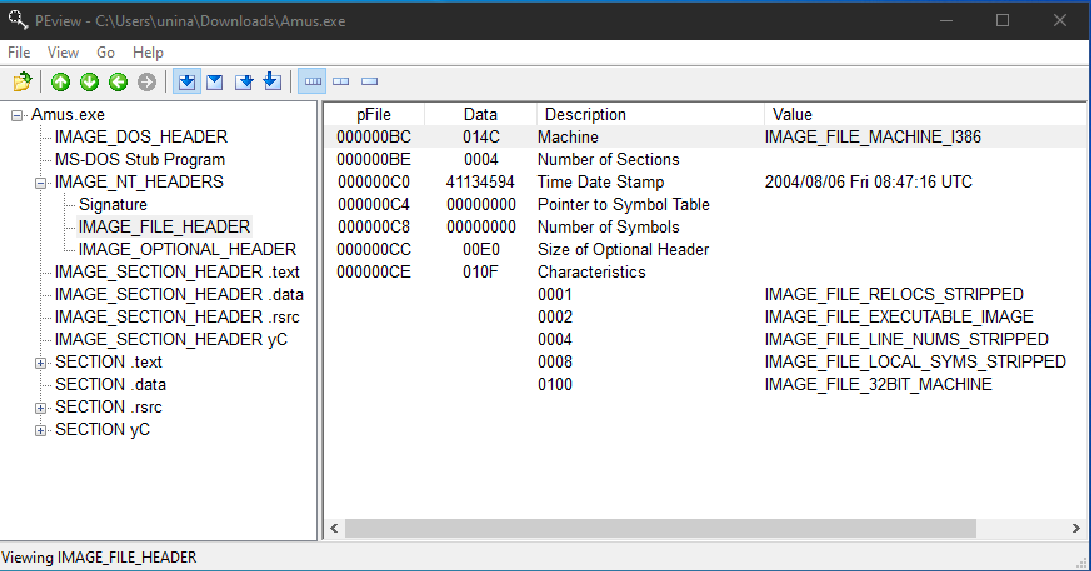 PEview - C:\Users\unina\Downloads\Amus.exe
File View Go Help
Amus.exe
IMAGE_DOS_HEADER
MS-DOS Stub Program
IMAGE_NT_HEADERS
Signature
IMAGE_FILE_HEADER
IMAGE_OPTIONAL_HEADER
IMAGE_SECTION_HEADER .text
IMAGE_SECTION_HEADER .data
IMAGE_SECTION_HEADER .rsrc
IMAGE_SECTION_HEADER yC
SECTION .text
SECTION .data
SECTION .rsrc
SECTION yC
pFile Data Description Value
000000BC 014C Machine IMAGE_FILE_MACHINE_I386
000000BE 0004 Number of Sections
000000C0 41134594 Time Date Stamp 2004/08/06 Fri 08:47:16 UTC
000000C4 00000000 Pointer to Symbol Table
000000C8 00000000 Number of Symbols
000000CC 00E0 Size of Optional Header
000000CE 010F Characteristics
0001 IMAGE_FILE_RELOCS_STRIPPED
0002 IMAGE_FILE_EXECUTABLE_IMAGE
0004 IMAGE_FILE_LINE_NUMS_STRIPPED
0008 IMAGE_FILE_LOCAL_SYMS_STRIPPED
0100 IMAGE_FILE_32BIT_MACHINE
Viewing IMAGE_FILE_HEADER